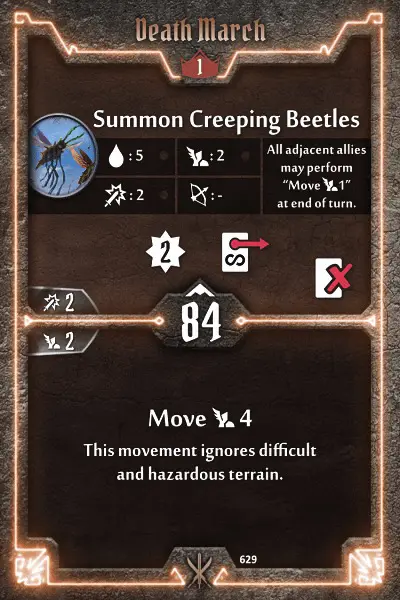 Death March
1
Summon Creeping Beetles
: 5
: 2
: 2
: -
All adjacent allies
may perform
“Move 1”
at end of turn.
2
2
84
2
Move 4
This movement ignores difficult
and hazardous terrain.
629